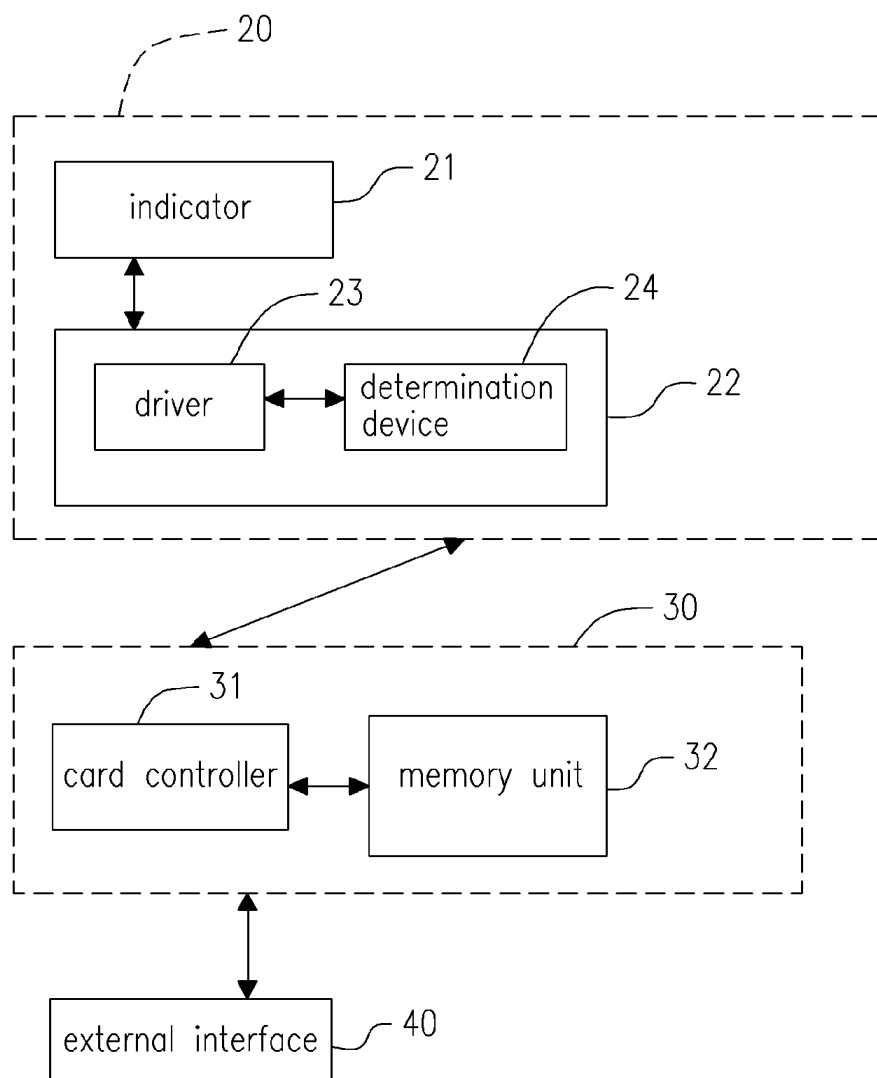 20
indicator
21
23
24
driver
determination
device
22
30
31
card controller
memory unit
32
external interface
40